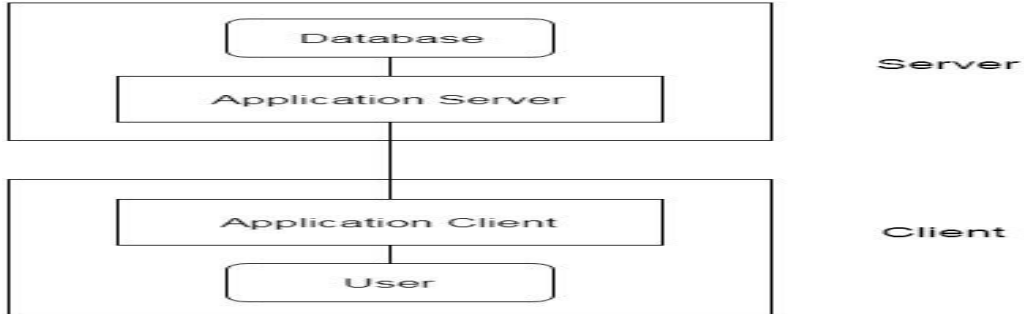 Database
Application Server
Server
Application Client
Client
User